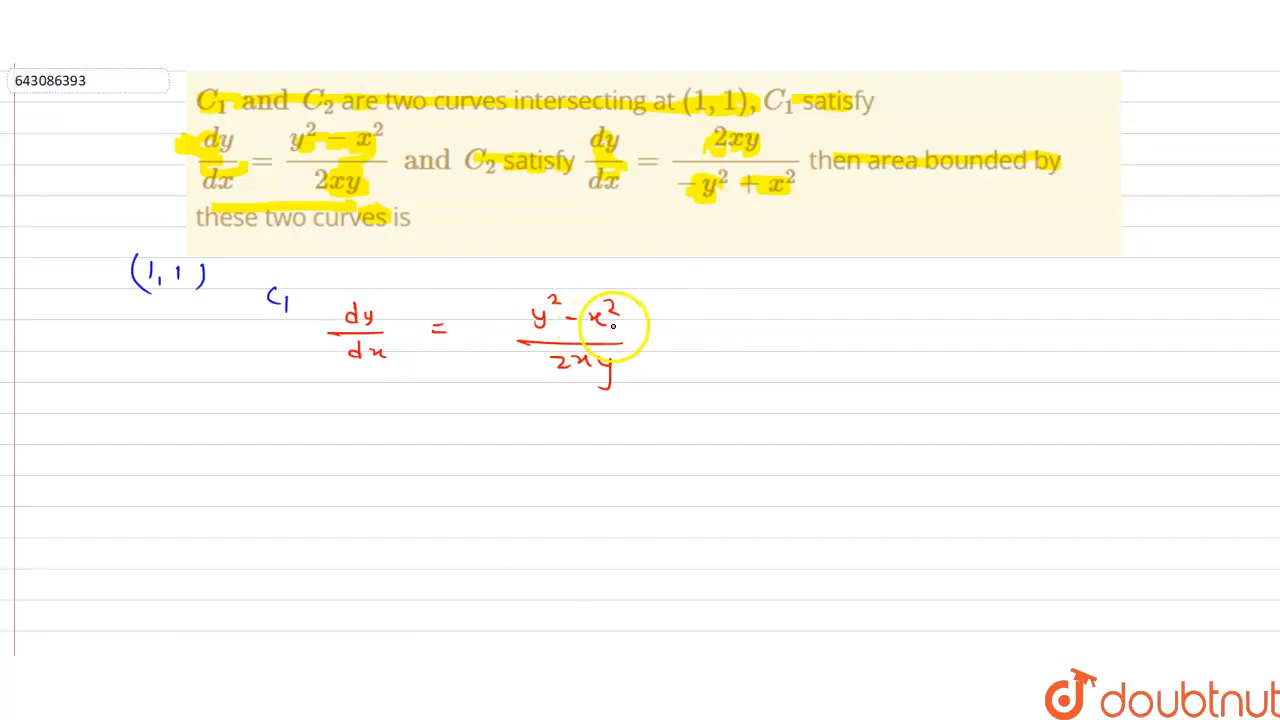 643086393
C₁ and C₂ are two curves intersecting at (1, 1), C₁ satisfy
dy/dx = (y² − x²)/(2xy) and C₂ satisfy dy/dx = (2xy)/(−y² + x²) then area bounded by
these two curves is
(1, 1)
C₁
dy/dx = (y² − x²)/(2xy)
doubtnut